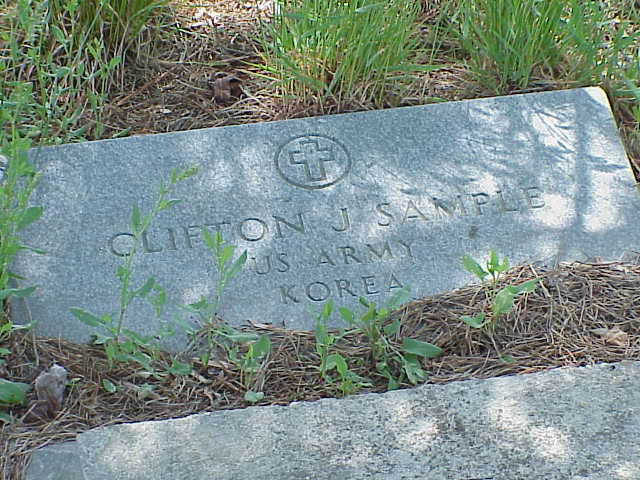 CLIFTON J SAMPLE
US ARMY
KOREA